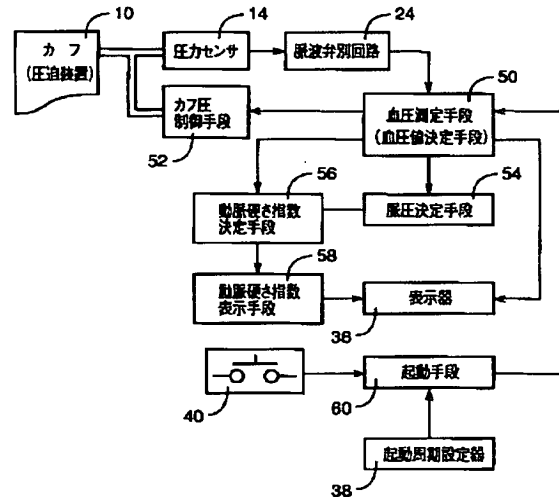 10
14
24
カ フ
(圧迫装置)
圧力センサ
脈波弁別回路
50
カフ圧
制御手段
血圧測定手段
(血圧値決定手段)
52
56
54
動脈硬さ指数
決定手段
脈圧決定手段
58
動脈硬さ指数
表示手段
表示器
38
起動手段
40
60
起動周期設定器
38